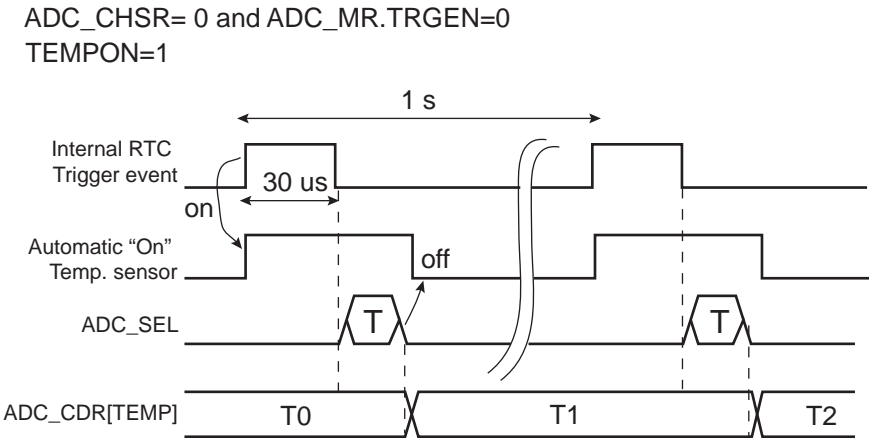 ADC_CHSR= 0 and ADC_MR.TRGEN=0
TEMPON=1
1 s
Internal RTC
Trigger event
30 us
on
Automatic “On”
Temp. sensor
off
ADC_SEL
T
T
ADC_CDR[TEMP]
T0
T1
T2